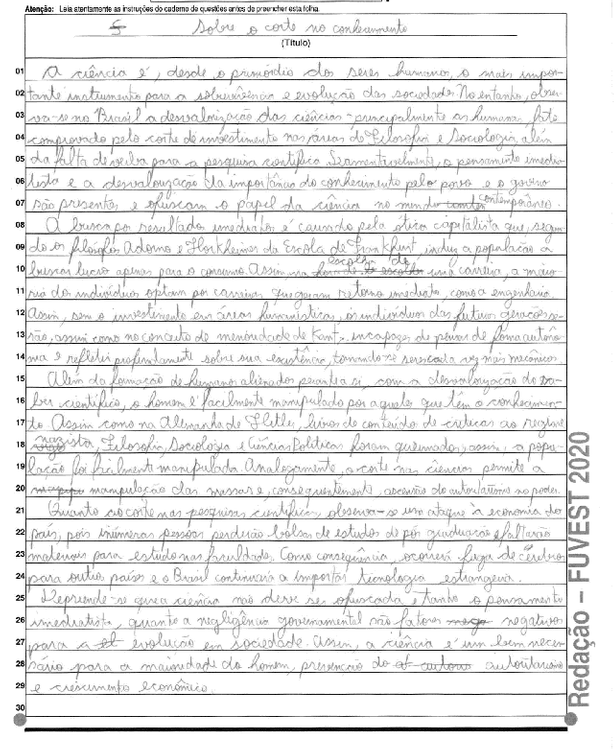 Atenção: Leia atentamente as instruções do caderno de questões antes de preencher esta folha.
Sobre o corte no conhecimento
(Título)
01 A ciência é, desde o primórdio dos seres humanos, o mais impor-
02 tante instrumento para a sobrevivência e evolução das sociedades. No entanto, obser-
03 va-se no Brasil a desvalorização das ciências - principalmente as humanas, fato
04 comprovado pelo corte de investimento nas áreas de Filosofia e Sociologia além
05 da falta de verba para a pesquisa científica. Lamentavelmente, o pensamento imedia-
06 tista e a desvalorização da importância do conhecimento pelo povo e o governo
07 são presentes e ofuscam o papel da ciência no mundo contemporâneo.
08 A busca por resultados imediatos é causado pela ótica capitalista que, segun-
09 do os filósofos Adorno e Horkheimer da Escola de Frankfurt, induz a população a
10 buscar lucro apenas para o consumo. Assim na escolha de uma carreira, a maio-
11 ria do indivíduos optam por carreiras que geram retorno imediato, como a engenharia.
12 Assim, sem o investimento em áreas humanísticas, os indivíduos das futuras gerações se-
13 rão, assim como no conceito de menoridade de Kant, incapazes de pensar de forma autôno-
14 ma e refletir profundamente sobre sua existência, tornando-se seres cada vez mais mecânicos.
15 Além da formação de humanos alienados perante a si, com a desvalorização do sa-
16 ber científico, o homem é facilmente manipulado por aqueles que têm o conhecimen-
17 to. Assim como na Alemanha de Hitler, livros de conteúdo de críticas ao regime
18 nazista, Filosofia, Sociologia e Ciências Políticas foram queimados, assim, a popu-
19 lação foi facilmente manipulada. Analogamente, o corte nas ciências permite a
20 manipulação das massas e, consequentemente, ascensão do autoritarismo no poder.
21 Quanto ao corte nas pesquisas científicas observa-se um ataque à economia do
22 país, pois inúmeras pessoas perderão bolsas de estudos de pós graduação e faltarão
23 materiais para estudo nas faculdades. Como consequência, ocorrerá fuga de cérebros
24 para outros países e o Brasil continuará a importar tecnologia estrangeira.
25 Depreende-se que a ciência não deve ser ofuscada e tanto o pensamento
26 imediatista, quanto a negligência governamental são fatores negativos
27 para a evolução em sociedade. Assim, a ciência é um bem neces-
28 sário para a maioridade do homem, prevenção do autoritarismo
29 e crescimento econômico.
30
Redação – FUVEST 2020